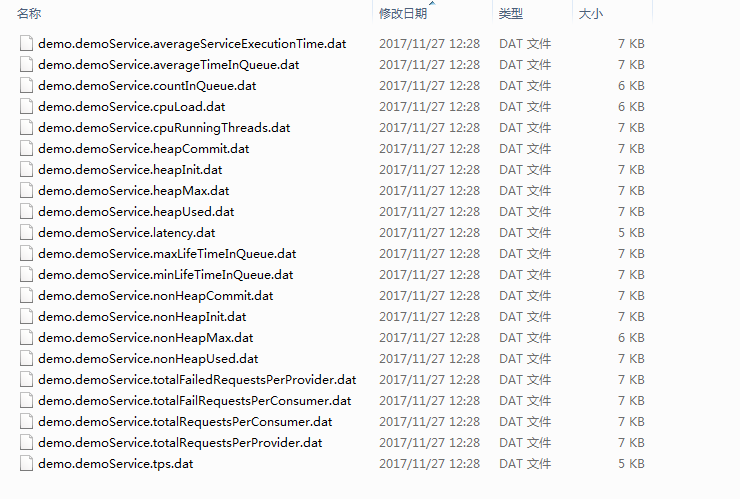 名称 修改日期 类型 大小
demo.demoService.averageServiceExecutionTime.dat 2017/11/27 12:28 DAT 文件 7 KB
demo.demoService.averageTimeInQueue.dat 2017/11/27 12:28 DAT 文件 7 KB
demo.demoService.countInQueue.dat 2017/11/27 12:28 DAT 文件 6 KB
demo.demoService.cpuLoad.dat 2017/11/27 12:28 DAT 文件 6 KB
demo.demoService.cpuRunningThreads.dat 2017/11/27 12:28 DAT 文件 7 KB
demo.demoService.heapCommit.dat 2017/11/27 12:28 DAT 文件 7 KB
demo.demoService.heapInit.dat 2017/11/27 12:28 DAT 文件 7 KB
demo.demoService.heapMax.dat 2017/11/27 12:28 DAT 文件 7 KB
demo.demoService.heapUsed.dat 2017/11/27 12:28 DAT 文件 7 KB
demo.demoService.latency.dat 2017/11/27 12:28 DAT 文件 5 KB
demo.demoService.maxLifeTimeInQueue.dat 2017/11/27 12:28 DAT 文件 7 KB
demo.demoService.minLifeTimeInQueue.dat 2017/11/27 12:28 DAT 文件 7 KB
demo.demoService.nonHeapCommit.dat 2017/11/27 12:28 DAT 文件 7 KB
demo.demoService.nonHeapInit.dat 2017/11/27 12:28 DAT 文件 7 KB
demo.demoService.nonHeapMax.dat 2017/11/27 12:28 DAT 文件 6 KB
demo.demoService.nonHeapUsed.dat 2017/11/27 12:28 DAT 文件 7 KB
demo.demoService.totalFailedRequestsPerProvider.dat 2017/11/27 12:28 DAT 文件 7 KB
demo.demoService.totalFailRequestsPerConsumer.dat 2017/11/27 12:28 DAT 文件 7 KB
demo.demoService.totalRequestsPerConsumer.dat 2017/11/27 12:28 DAT 文件 7 KB
demo.demoService.totalRequestsPerProvider.dat 2017/11/27 12:28 DAT 文件 7 KB
demo.demoService.tps.dat 2017/11/27 12:28 DAT 文件 5 KB